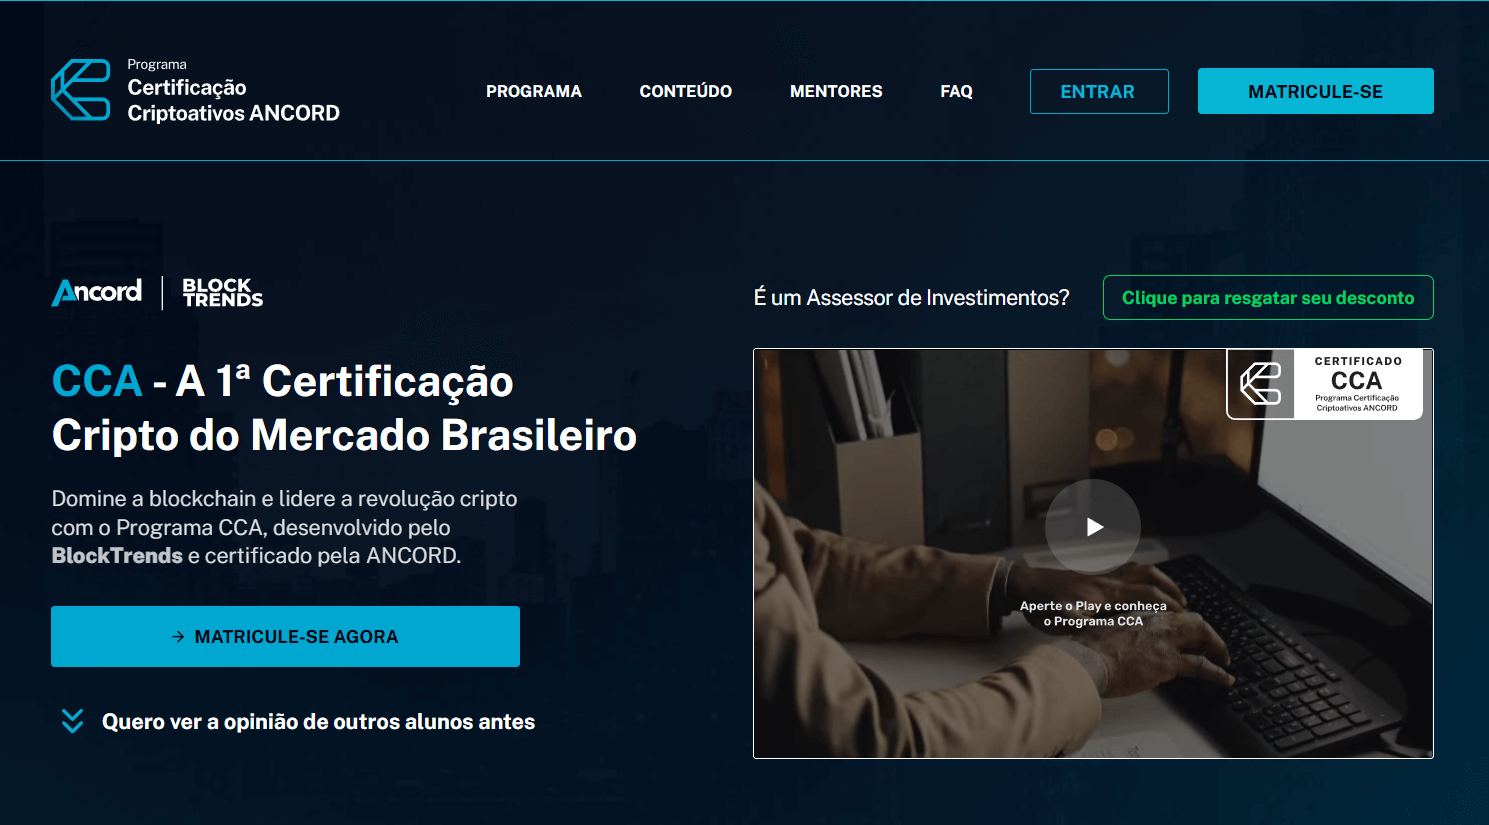 Programa
Certificação
Criptoativos ANCORD
PROGRAMA
CONTEÚDO
MENTORES
FAQ
ENTRAR
MATRICULE-SE
Ancord
BLOCK
TRENDS
É um Assessor de Investimentos?
Clique para resgatar seu desconto
CCA - A 1ª Certificação
Cripto do Mercado Brasileiro
Domine a blockchain e lidere a revolução cripto
com o Programa CCA, desenvolvido pelo
BlockTrends e certificado pela ANCORD.
→ MATRICULE-SE AGORA
Quero ver a opinião de outros alunos antes
CERTIFICADO
CCA
Programa Certificação
Criptoativos ANCORD
Aperte o Play e conheça
o Programa CCA